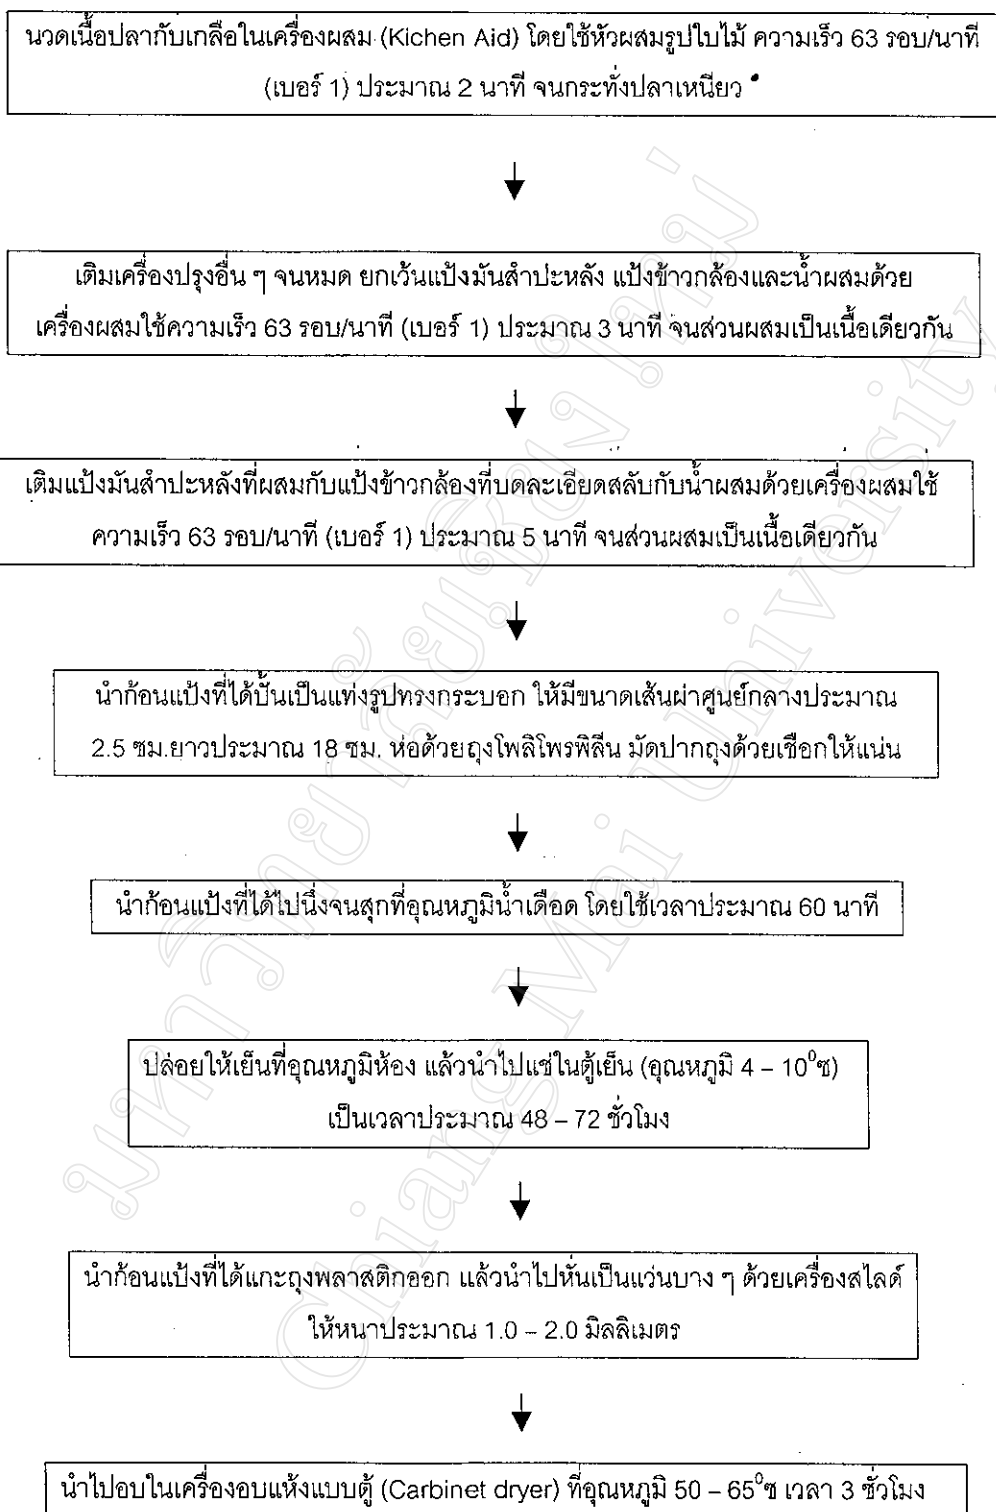 นวดเนื้อปลากับเกลือในเครื่องผสม (Kichen Aid) โดยใช้หัวผสมรูปใบไม้ ความเร็ว 63 รอบ/นาที
(เบอร์ 1) ประมาณ 2 นาที จนกระทั่งปลาเหนียว
เติมเครื่องปรุงอื่น ๆ จนหมด ยกเว้นแป้งมันสำปะหลัง แป้งข้าวกล้องและน้ำผสมด้วย
เครื่องผสมใช้ความเร็ว 63 รอบ/นาที (เบอร์ 1) ประมาณ 3 นาที จนส่วนผสมเป็นเนื้อเดียวกัน
เติมแป้งมันสำปะหลังที่ผสมกับแป้งข้าวกล้องที่บดละเอียดสลับกับน้ำผสมด้วยเครื่องผสมใช้
ความเร็ว 63 รอบ/นาที (เบอร์ 1) ประมาณ 5 นาที จนส่วนผสมเป็นเนื้อเดียวกัน
นำก้อนแป้งที่ได้ปั้นเป็นแท่งรูปทรงกระบอก ให้มีขนาดเส้นผ่าศูนย์กลางประมาณ
2.5 ซม.ยาวประมาณ 18 ซม. ห่อด้วยถุงโพลิโพรพิลีน มัดปากถุงด้วยเชือกให้แน่น
นำก้อนแป้งที่ได้ไปนึ่งจนสุกที่อุณหภูมิน้ำเดือด โดยใช้เวลาประมาณ 60 นาที
ปล่อยให้เย็นที่อุณหภูมิห้อง แล้วนำไปแช่ในตู้เย็น (อุณหภูมิ 4 – 10⁰ซ)
เป็นเวลาประมาณ 48 – 72 ชั่วโมง
นำก้อนแป้งที่ได้แกะถุงพลาสติกออก แล้วนำไปหั่นเป็นแว่นบาง ๆ ด้วยเครื่องสไลด์
ให้หนาประมาณ 1.0 – 2.0 มิลลิเมตร
นำไปอบในเครื่องอบแห้งแบบตู้ (Carbinet dryer) ที่อุณหภูมิ 50 – 65⁰ซ เวลา 3 ชั่วโมง
มหาวิทยาลัยเชียงใหม่
Chiang Mai University